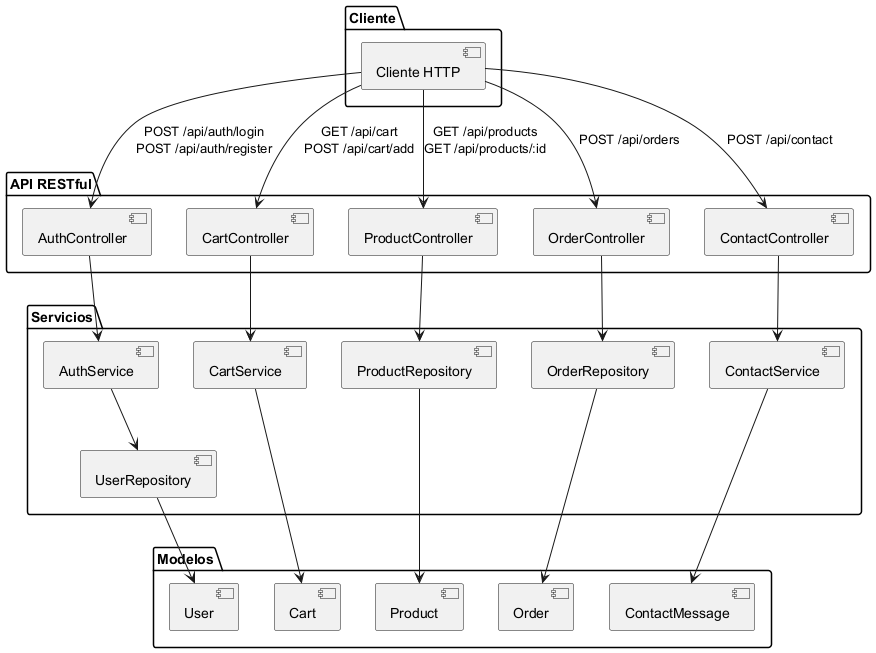 Cliente
Cliente HTTP
POST /api/auth/login
POST /api/auth/register
GET /api/cart
POST /api/cart/add
GET /api/products
GET /api/products/:id
POST /api/orders
POST /api/contact
API RESTful
AuthController
CartController
ProductController
OrderController
ContactController
Servicios
AuthService
CartService
ProductRepository
OrderRepository
ContactService
UserRepository
Modelos
User
Cart
Product
Order
ContactMessage